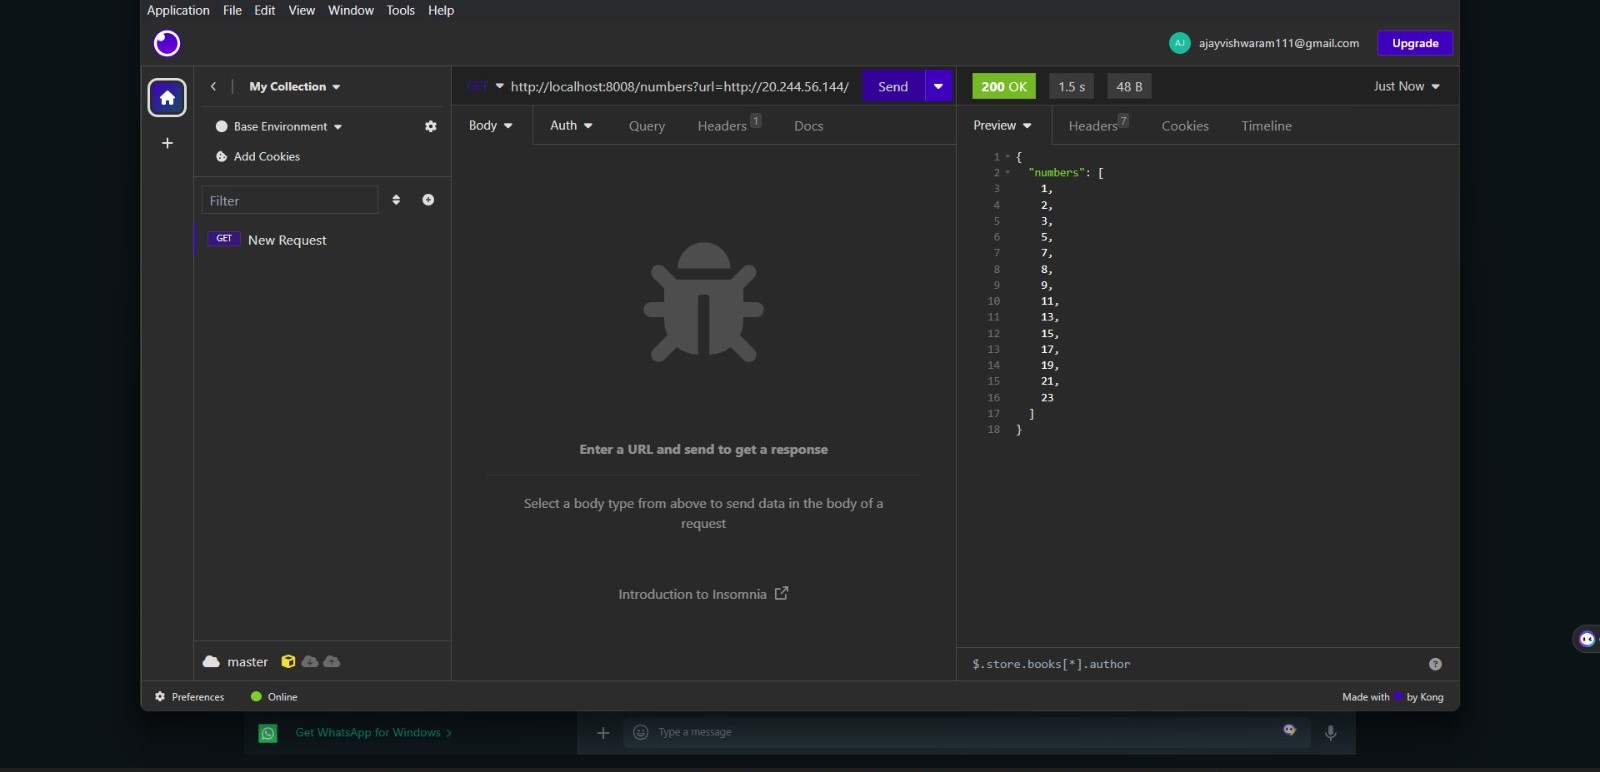 Application File Edit View Window Tools Help
AJ ajayvishwaram111@gmail.com Upgrade
My Collection
Base Environment
Add Cookies
Filter
GET New Request
master
GET http://localhost:8008/numbers?url=http://20.244.56.144/ Send
Body Auth Query Headers 1 Docs
Enter a URL and send to get a response
Select a body type from above to send data in the body of a
request
Introduction to Insomnia
200 OK 1.5 s 48 B Just Now
Preview Headers 7 Cookies Timeline
1 {
2 "numbers": [
3 1,
4 2,
5 3,
6 5,
7 7,
8 8,
9 9,
10 11,
11 13,
12 15,
13 17,
14 19,
15 21,
16 23
17 ]
18 }
$.store.books[*].author
Preferences Online Made with by Kong
Get WhatsApp for Windows Type a message